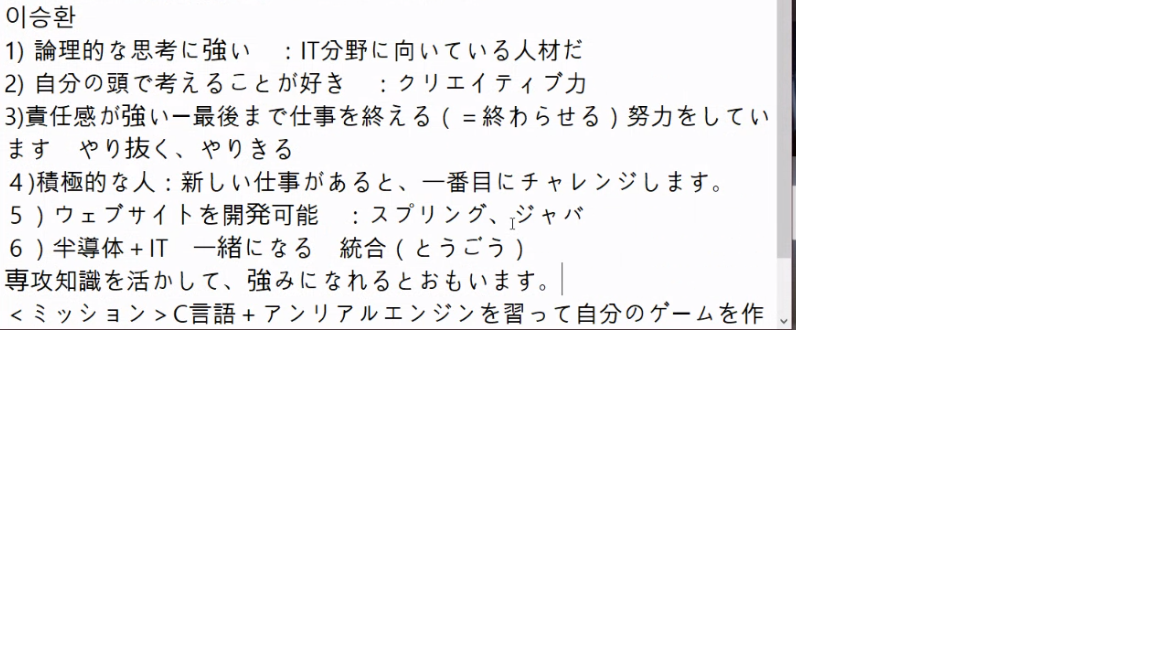 이승환
1) 論理的な思考に強い　：IT分野に向いている人材だ
2) 自分の頭で考えることが好き　：クリエイティブ力
3)責任感が強いー最後まで仕事を終える（＝終わらせる）努力をしてい
ます　やり抜く、やりきる
４)積極的な人：新しい仕事があると、一番目にチャレンジします。
５）ウェブサイトを開発可能　：スプリング、ジャバ
６）半導体＋IT　一緒になる　統合（とうごう）
専攻知識を活かして、強みになれるとおもいます。
＜ミッション＞C言語＋アンリアルエンジンを習って自分のゲームを作